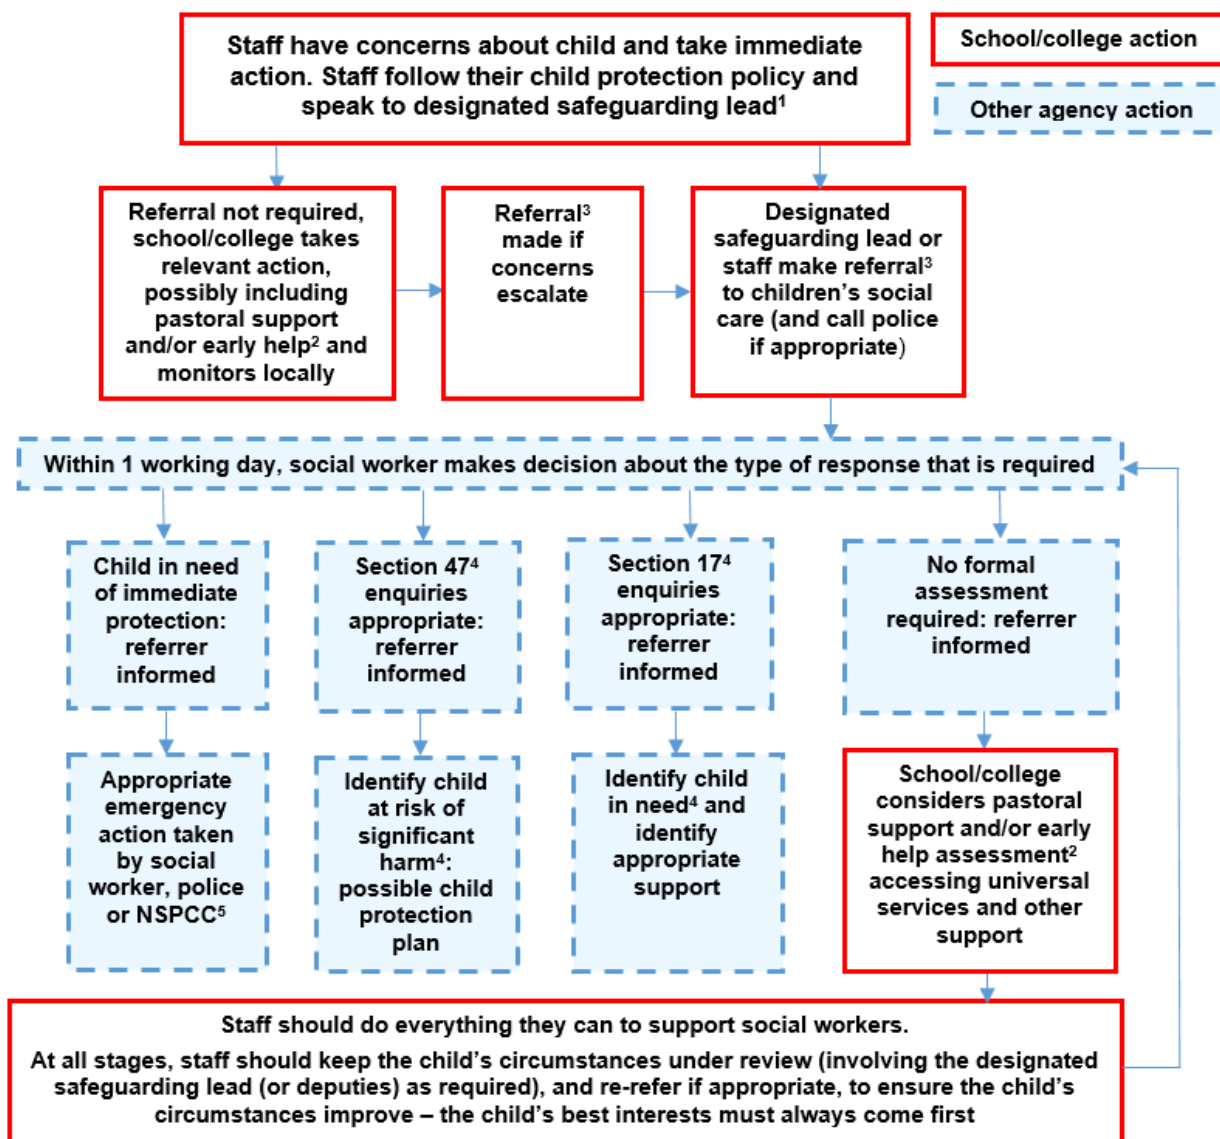 Staff have concerns about child and take immediate
action. Staff follow their child protection policy and
speak to designated safeguarding lead¹
School/college action
Other agency action
Referral not required,
school/college takes
relevant action,
possibly including
pastoral support
and/or early help² and
monitors locally
Referral³
made if
concerns
escalate
Designated
safeguarding lead or
staff make referral³
to children’s social
care (and call police
if appropriate)
Within 1 working day, social worker makes decision about the type of response that is required
Child in need
of immediate
protection:
referrer
informed
Section 47⁴
enquiries
appropriate:
referrer
informed
Section 17⁴
enquiries
appropriate:
referrer
informed
No formal
assessment
required: referrer
informed
Appropriate
emergency
action taken
by social
worker, police
or NSPCC⁵
Identify child
at risk of
significant
harm⁴:
possible child
protection
plan
Identify child
in need⁴ and
identify
appropriate
support
School/college
considers pastoral
support and/or early
help assessment²
accessing universal
services and other
support
Staff should do everything they can to support social workers.
At all stages, staff should keep the child’s circumstances under review (involving the designated
safeguarding lead (or deputies) as required), and re-refer if appropriate, to ensure the child’s
circumstances improve – the child’s best interests must always come first